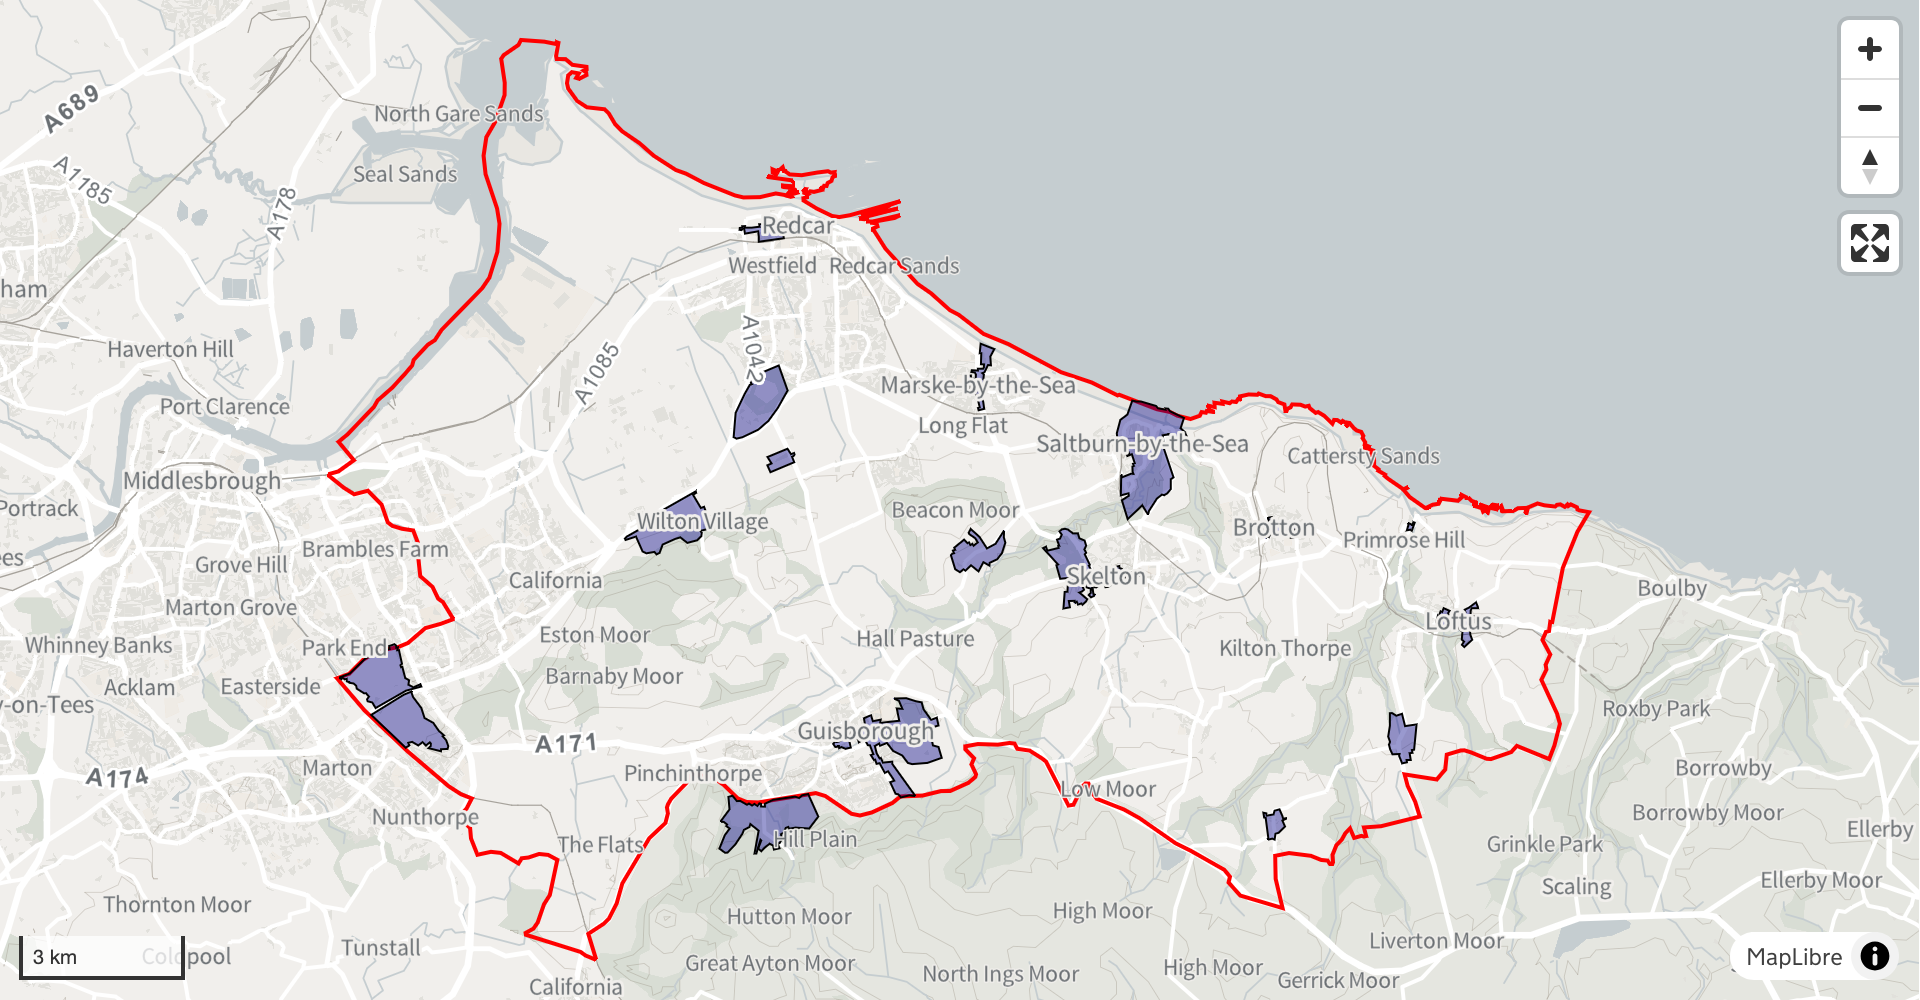 A689
North Gare Sands
A1185
Seal Sands
A178
Redcar
Westfield
Redcar Sands
ham
Haverton Hill
A1042
A1085
Marske-by-the-Sea
Port Clarence
Long Flat
Saltburn-by-the-Sea
Cattersty Sands
Middlesbrough
Portrack
Beacon Moor
Wilton Village
Brotton
Primrose Hill
ees
Brambles Farm
Grove Hill
California
Skelton
Boulby
Marton Grove
Loftus
Eston Moor
Hall Pasture
Whinney Banks
Park End
Kilton Thorpe
Barnaby Moor
Acklam
Easterside
y-on-Tees
Roxby Park
Guisborough
A171
Marton
Pinchinthorpe
A174
Borrowby
Low Moor
Nunthorpe
Borrowby Moor
Ellerby
The Flats
Hill Plain
Grinkle Park
Scaling
Ellerby Moor
Thornton Moor
Hutton Moor
High Moor
Liverton Moor
Tunstall
3 km
Coldpool
Great Ayton Moor
North Ings Moor
High Moor
Gerrick Moor
MapLibre
California